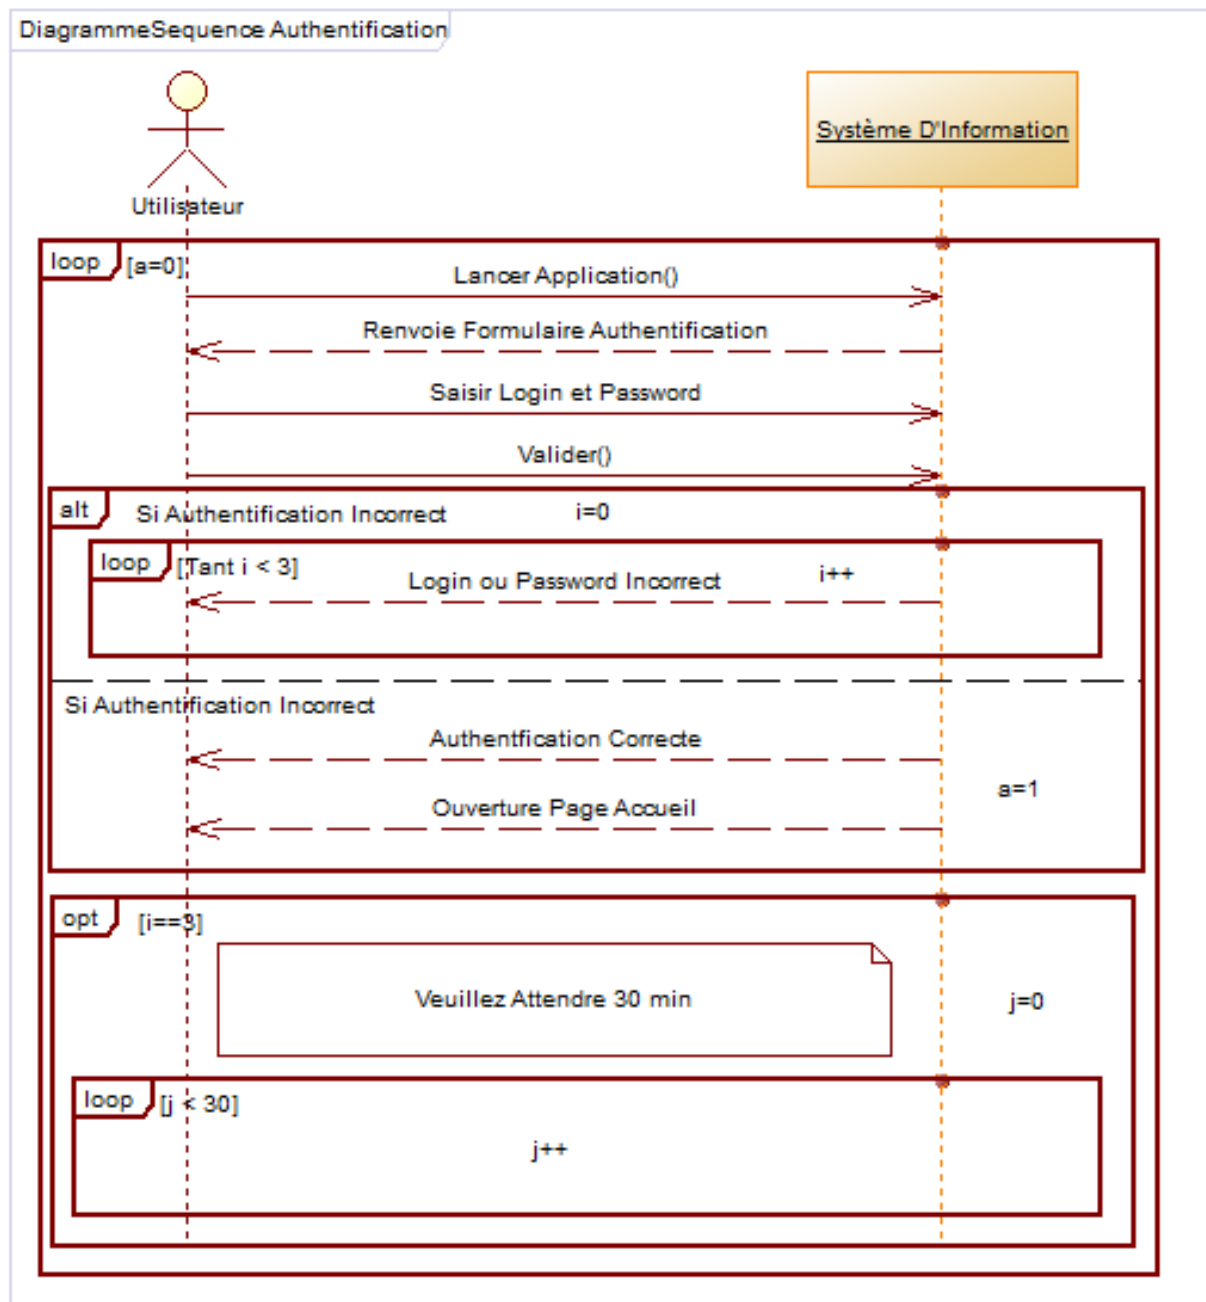 DiagrammeSequence Authentification
Système D'Information
Utilisateur
loop [a=0]
Lancer Application()
Renvoie Formulaire Authentification
Saisir Login et Password
Valider()
alt Si Authentification Incorrect i=0
loop [Tant i < 3]
Login ou Password Incorrect i++
Si Authentification Incorrect
Authentfication Correcte
a=1
Ouverture Page Accueil
opt [i==3]
Veuillez Attendre 30 min j=0
loop [j < 30]
j++